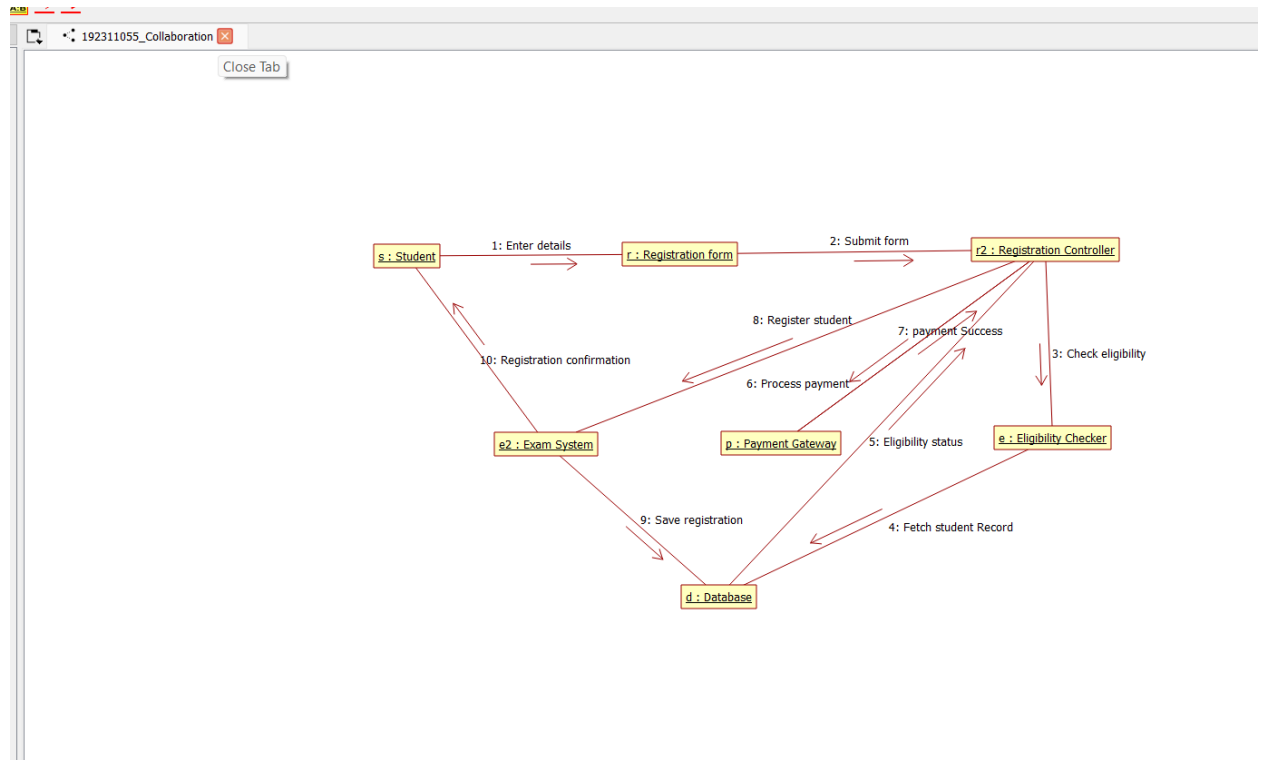 A:B
192311055_Collaboration
Close Tab
1: Enter details
2: Submit form
s : Student
r : Registration form
r2 : Registration Controller
8: Register student
7: payment Success
3: Check eligibility
10: Registration confirmation
6: Process payment
e2 : Exam System
p : Payment Gateway
5: Eligibility status
e : Eligibility Checker
9: Save registration
4: Fetch student Record
d : Database